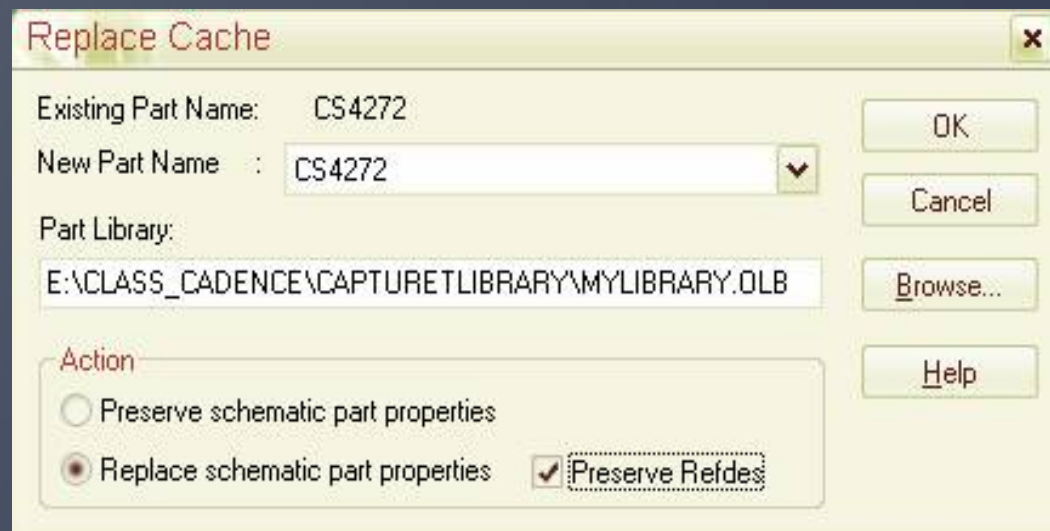 Replace Cache
Existing Part Name: CS4272
OK
New Part Name : CS4272
Cancel
Part Library:
E:\CLASS_CADENCE\CAPTURETLIBRARY\MYLIBRARY.OLB
Browse...
Action
Help
Preserve schematic part properties
Replace schematic part properties Preserve Refdes